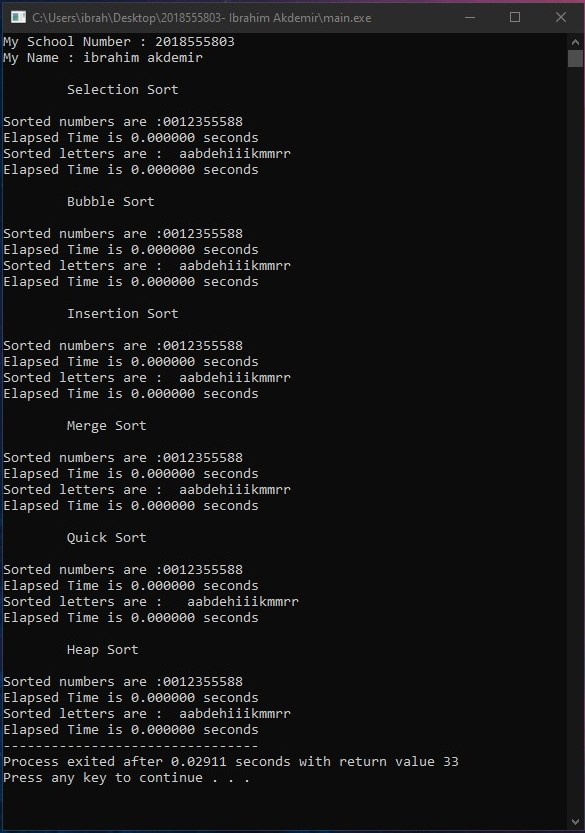 C:\Users\ibrah\Desktop\2018555803- Ibrahim Akdemir\main.exe
My School Number : 2018555803
My Name : ibrahim akdemir
Selection Sort
Sorted numbers are :0012355588
Elapsed Time is 0.000000 seconds
Sorted letters are :  aabdehiiikmmrr
Elapsed Time is 0.000000 seconds
Bubble Sort
Sorted numbers are :0012355588
Elapsed Time is 0.000000 seconds
Sorted letters are :  aabdehiiikmmrr
Elapsed Time is 0.000000 seconds
Insertion Sort
Sorted numbers are :0012355588
Elapsed Time is 0.000000 seconds
Sorted letters are :  aabdehiiikmmrr
Elapsed Time is 0.000000 seconds
Merge Sort
Sorted numbers are :0012355588
Elapsed Time is 0.000000 seconds
Sorted letters are :  aabdehiiikmmrr
Elapsed Time is 0.000000 seconds
Quick Sort
Sorted numbers are :0012355588
Elapsed Time is 0.000000 seconds
Sorted letters are :   aabdehiiikmmrr
Elapsed Time is 0.000000 seconds
Heap Sort
Sorted numbers are :0012355588
Elapsed Time is 0.000000 seconds
Sorted letters are :  aabdehiiikmmrr
Elapsed Time is 0.000000 seconds
--------------------------------
Process exited after 0.02911 seconds with return value 33
Press any key to continue . . .